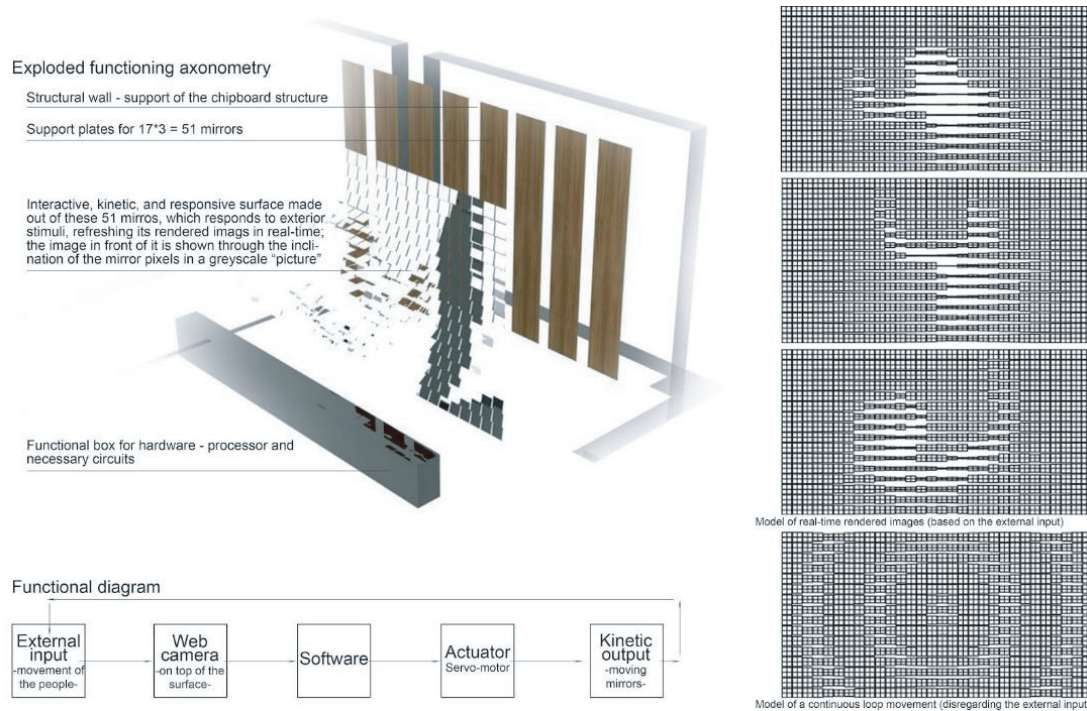 Exploded functioning axonometry
Structural wall - support of the chipboard structure
Support plates for 17*3 = 51 mirrors
Interactive, kinetic, and responsive surface made
out of these 51 mirros, which responds to exterior
stimuli, refreshing its rendered imags in real-time;
the image in front of it is shown through the incli-
nation of the mirror pixels in a greyscale “picture”
Functional box for hardware - processor and
necessary circuits
Model of real-time rendered images (based on the external input)
Functional diagram
External
input
-movement of
the people-
Web
camera
-on top of the
surface-
Software
Actuator
Servo-motor
Kinetic
output
-moving
mirrors-
Model of a continuous loop movement (disregarding the external input